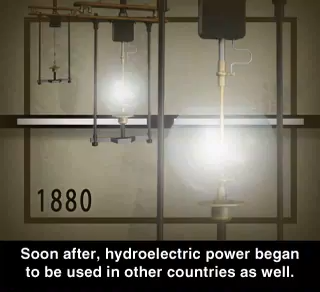 1880
Soon after, hydroelectric power began
to be used in other countries as well.